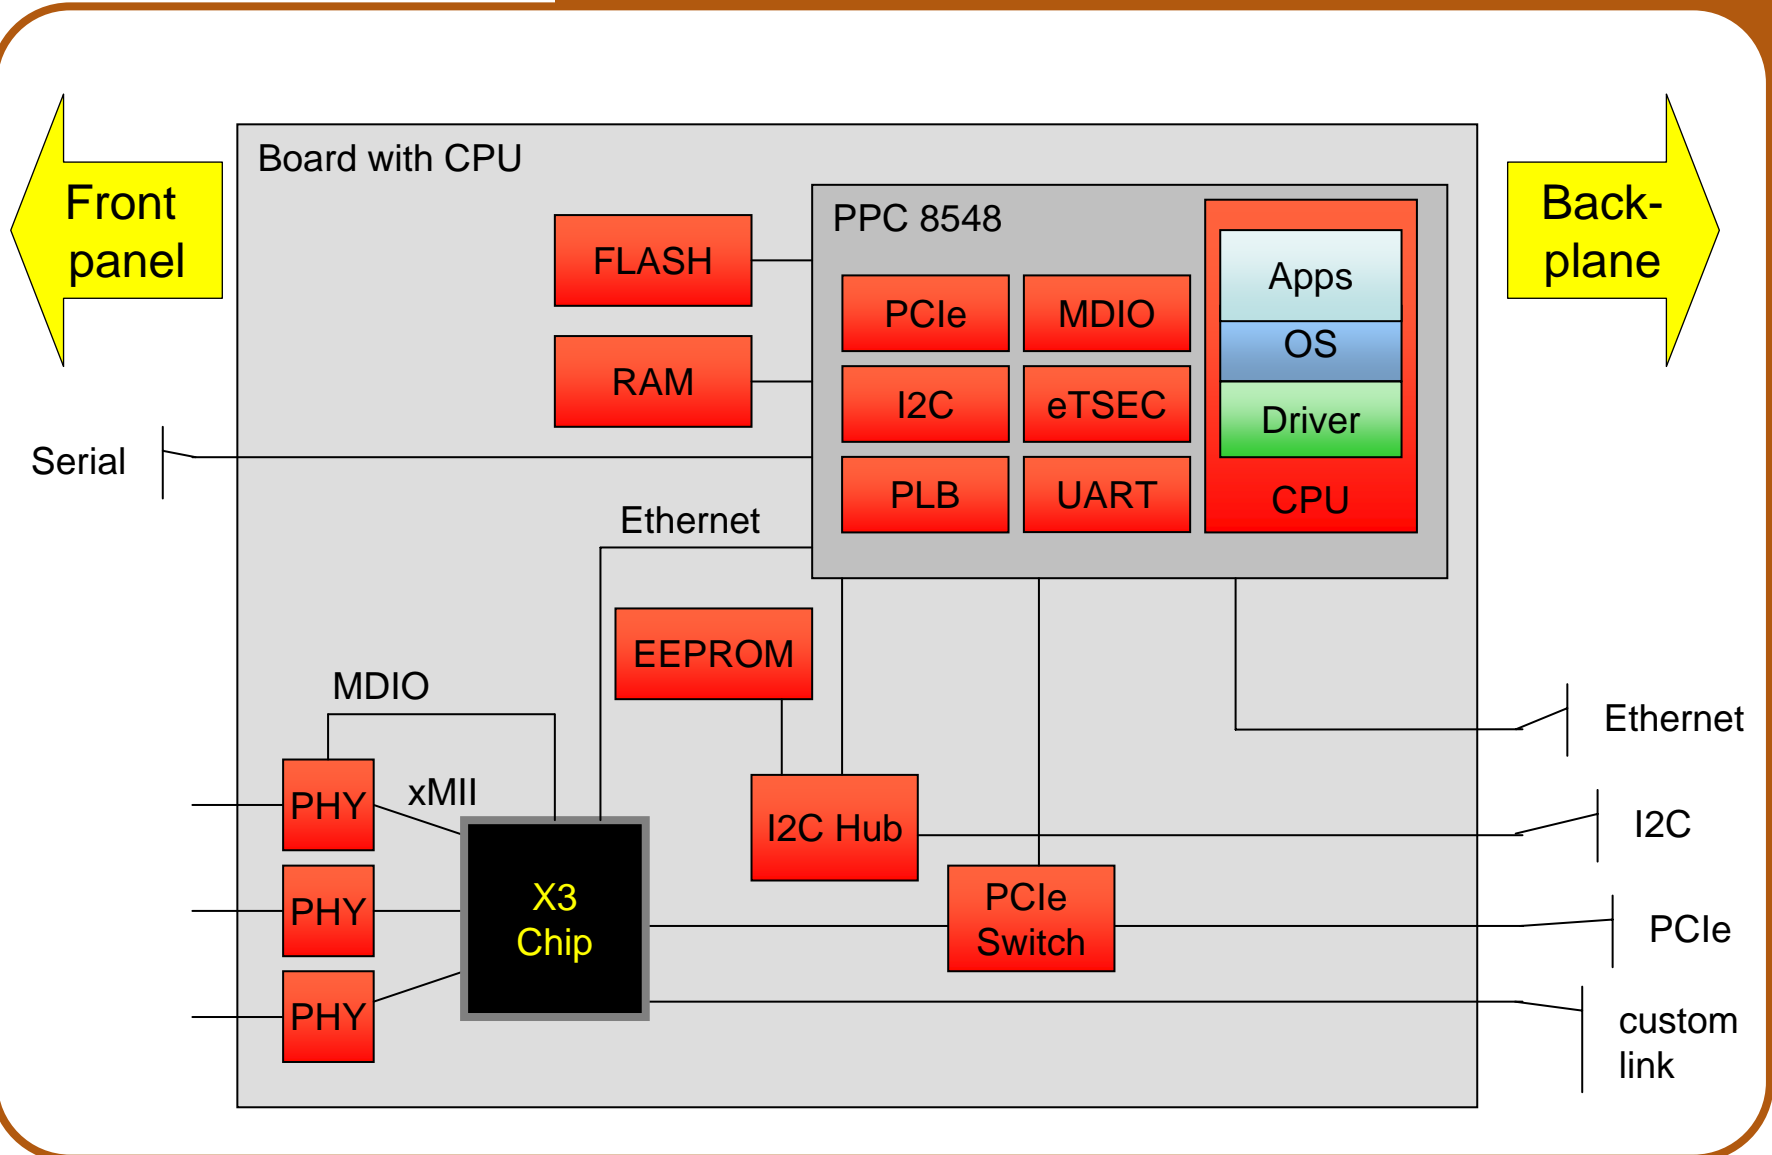 Front
panel
Board with CPU
Back-
plane
PPC 8548
FLASH
RAM
PCIe
MDIO
I2C
eTSEC
PLB
UART
Apps
OS
Driver
CPU
Serial
Ethernet
EEPROM
MDIO
PHY
xMII
PHY
PHY
X3
Chip
I2C Hub
PCIe
Switch
Ethernet
I2C
PCIe
custom
link